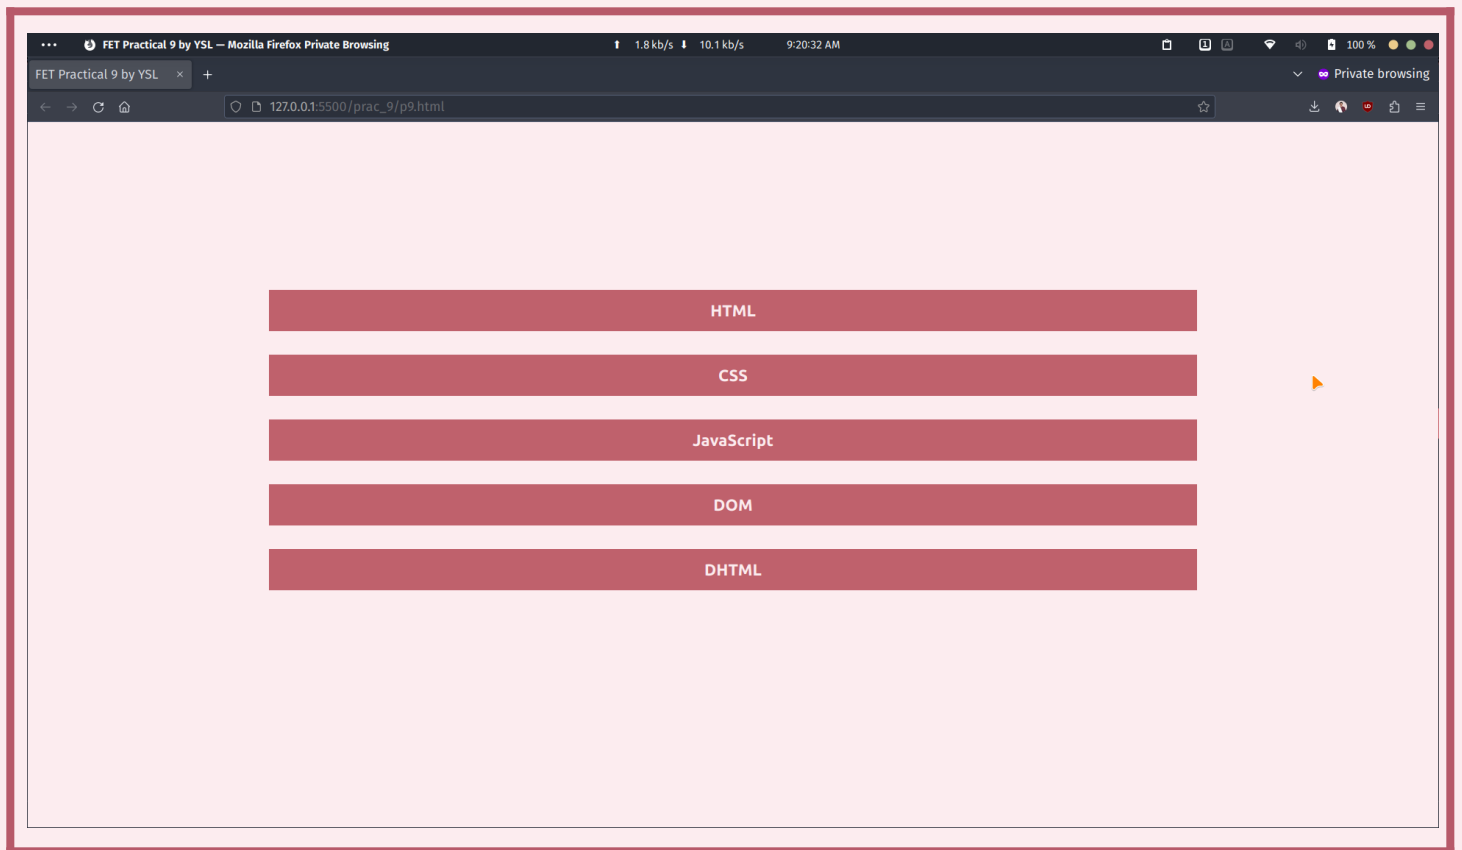 FET Practical 9 by YSL — Mozilla Firefox Private Browsing 1.8 kb/s 10.1 kb/s 9:20:32 AM 1 A 100 %
FET Practical 9 by YSL × + Private browsing
127.0.0.1:5500/prac_9/p9.html
HTML
CSS
JavaScript
DOM
DHTML